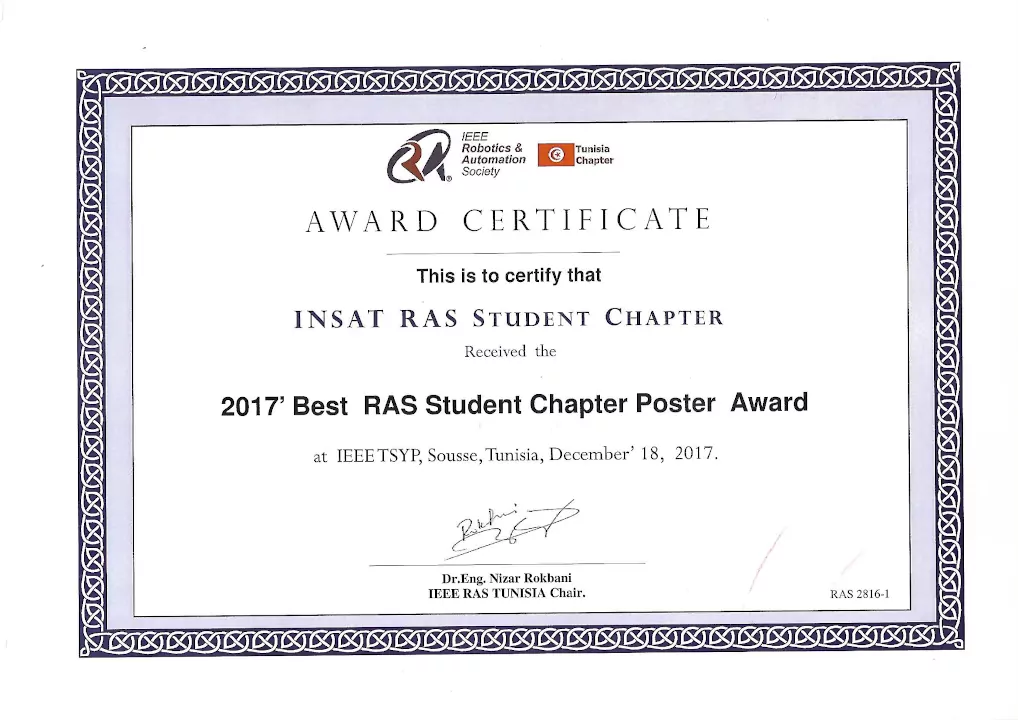 IEEE
Robotics &
Automation
Society
Tunisia
Chapter
AWARD CERTIFICATE
This is to certify that
INSAT RAS STUDENT CHAPTER
Received the
2017' Best RAS Student Chapter Poster Award
at IEEE TSYP, Sousse, Tunisia, December' 18, 2017.
Rokbani
Dr.Eng. Nizar Rokbani
IEEE RAS TUNISIA Chair.
RAS 2816-1